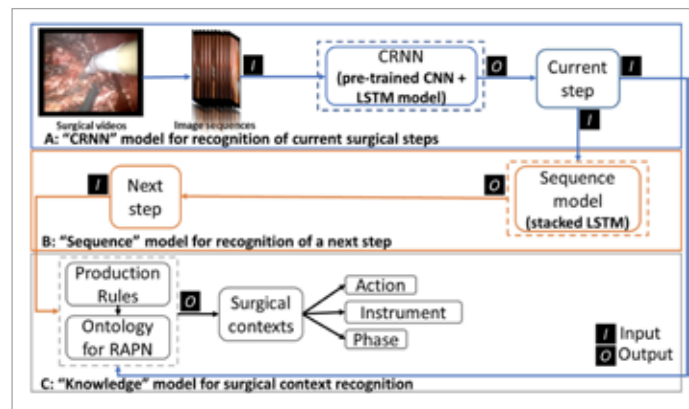 Surgical videos
Image sequences
I
CRNN
(pre-trained CNN +
LSTM model)
O
Current
step
I
A: “CRNN” model for recognition of current surgical steps
I
I
Next
step
O
Sequence
model
(stacked LSTM)
B: “Sequence” model for recognition of a next step
Production
Rules
Ontology
for RAPN
O
Surgical
contexts
Action
Instrument
Phase
I Input
O Output
C: “Knowledge” model for surgical context recognition